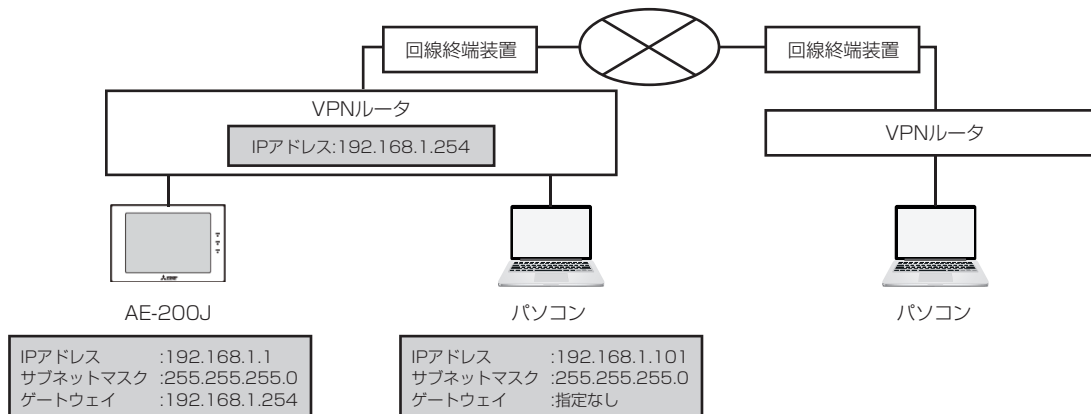 回線終端装置
回線終端装置
VPNルータ
IPアドレス:192.168.1.254
VPNルータ
AE-200J
パソコン
パソコン
IPアドレス :192.168.1.1
サブネットマスク :255.255.255.0
ゲートウェイ :192.168.1.254
IPアドレス :192.168.1.101
サブネットマスク :255.255.255.0
ゲートウェイ :指定なし